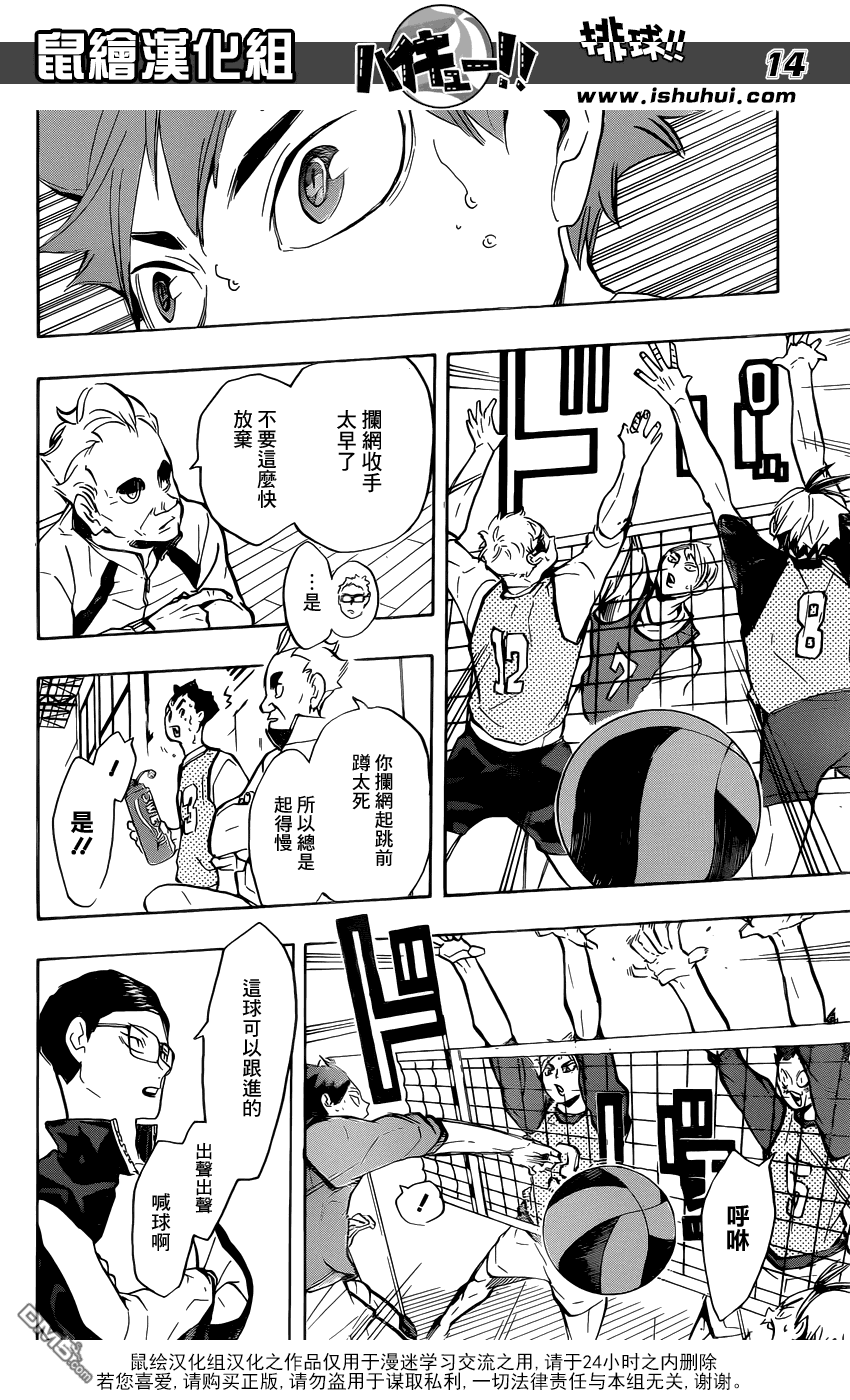 鼠繪漢化組
ハイキュー!!
排球!!
14
www.ishuhui.com
攔網收手
太早了
不要這麼快
放棄
…是
12
7
8
你攔網起跳前
蹲太死
所以總是
起得慢
！
是!!
這球可以跟進的
出聲出聲
喊球啊
！
呼咻
5
鼠绘汉化组汉化之作品仅用于漫迷学习交流之用,请于24小时之内删除
若您喜爱,请购买正版,请勿盗用于谋取私利,一切法律责任与本组无关,谢谢。